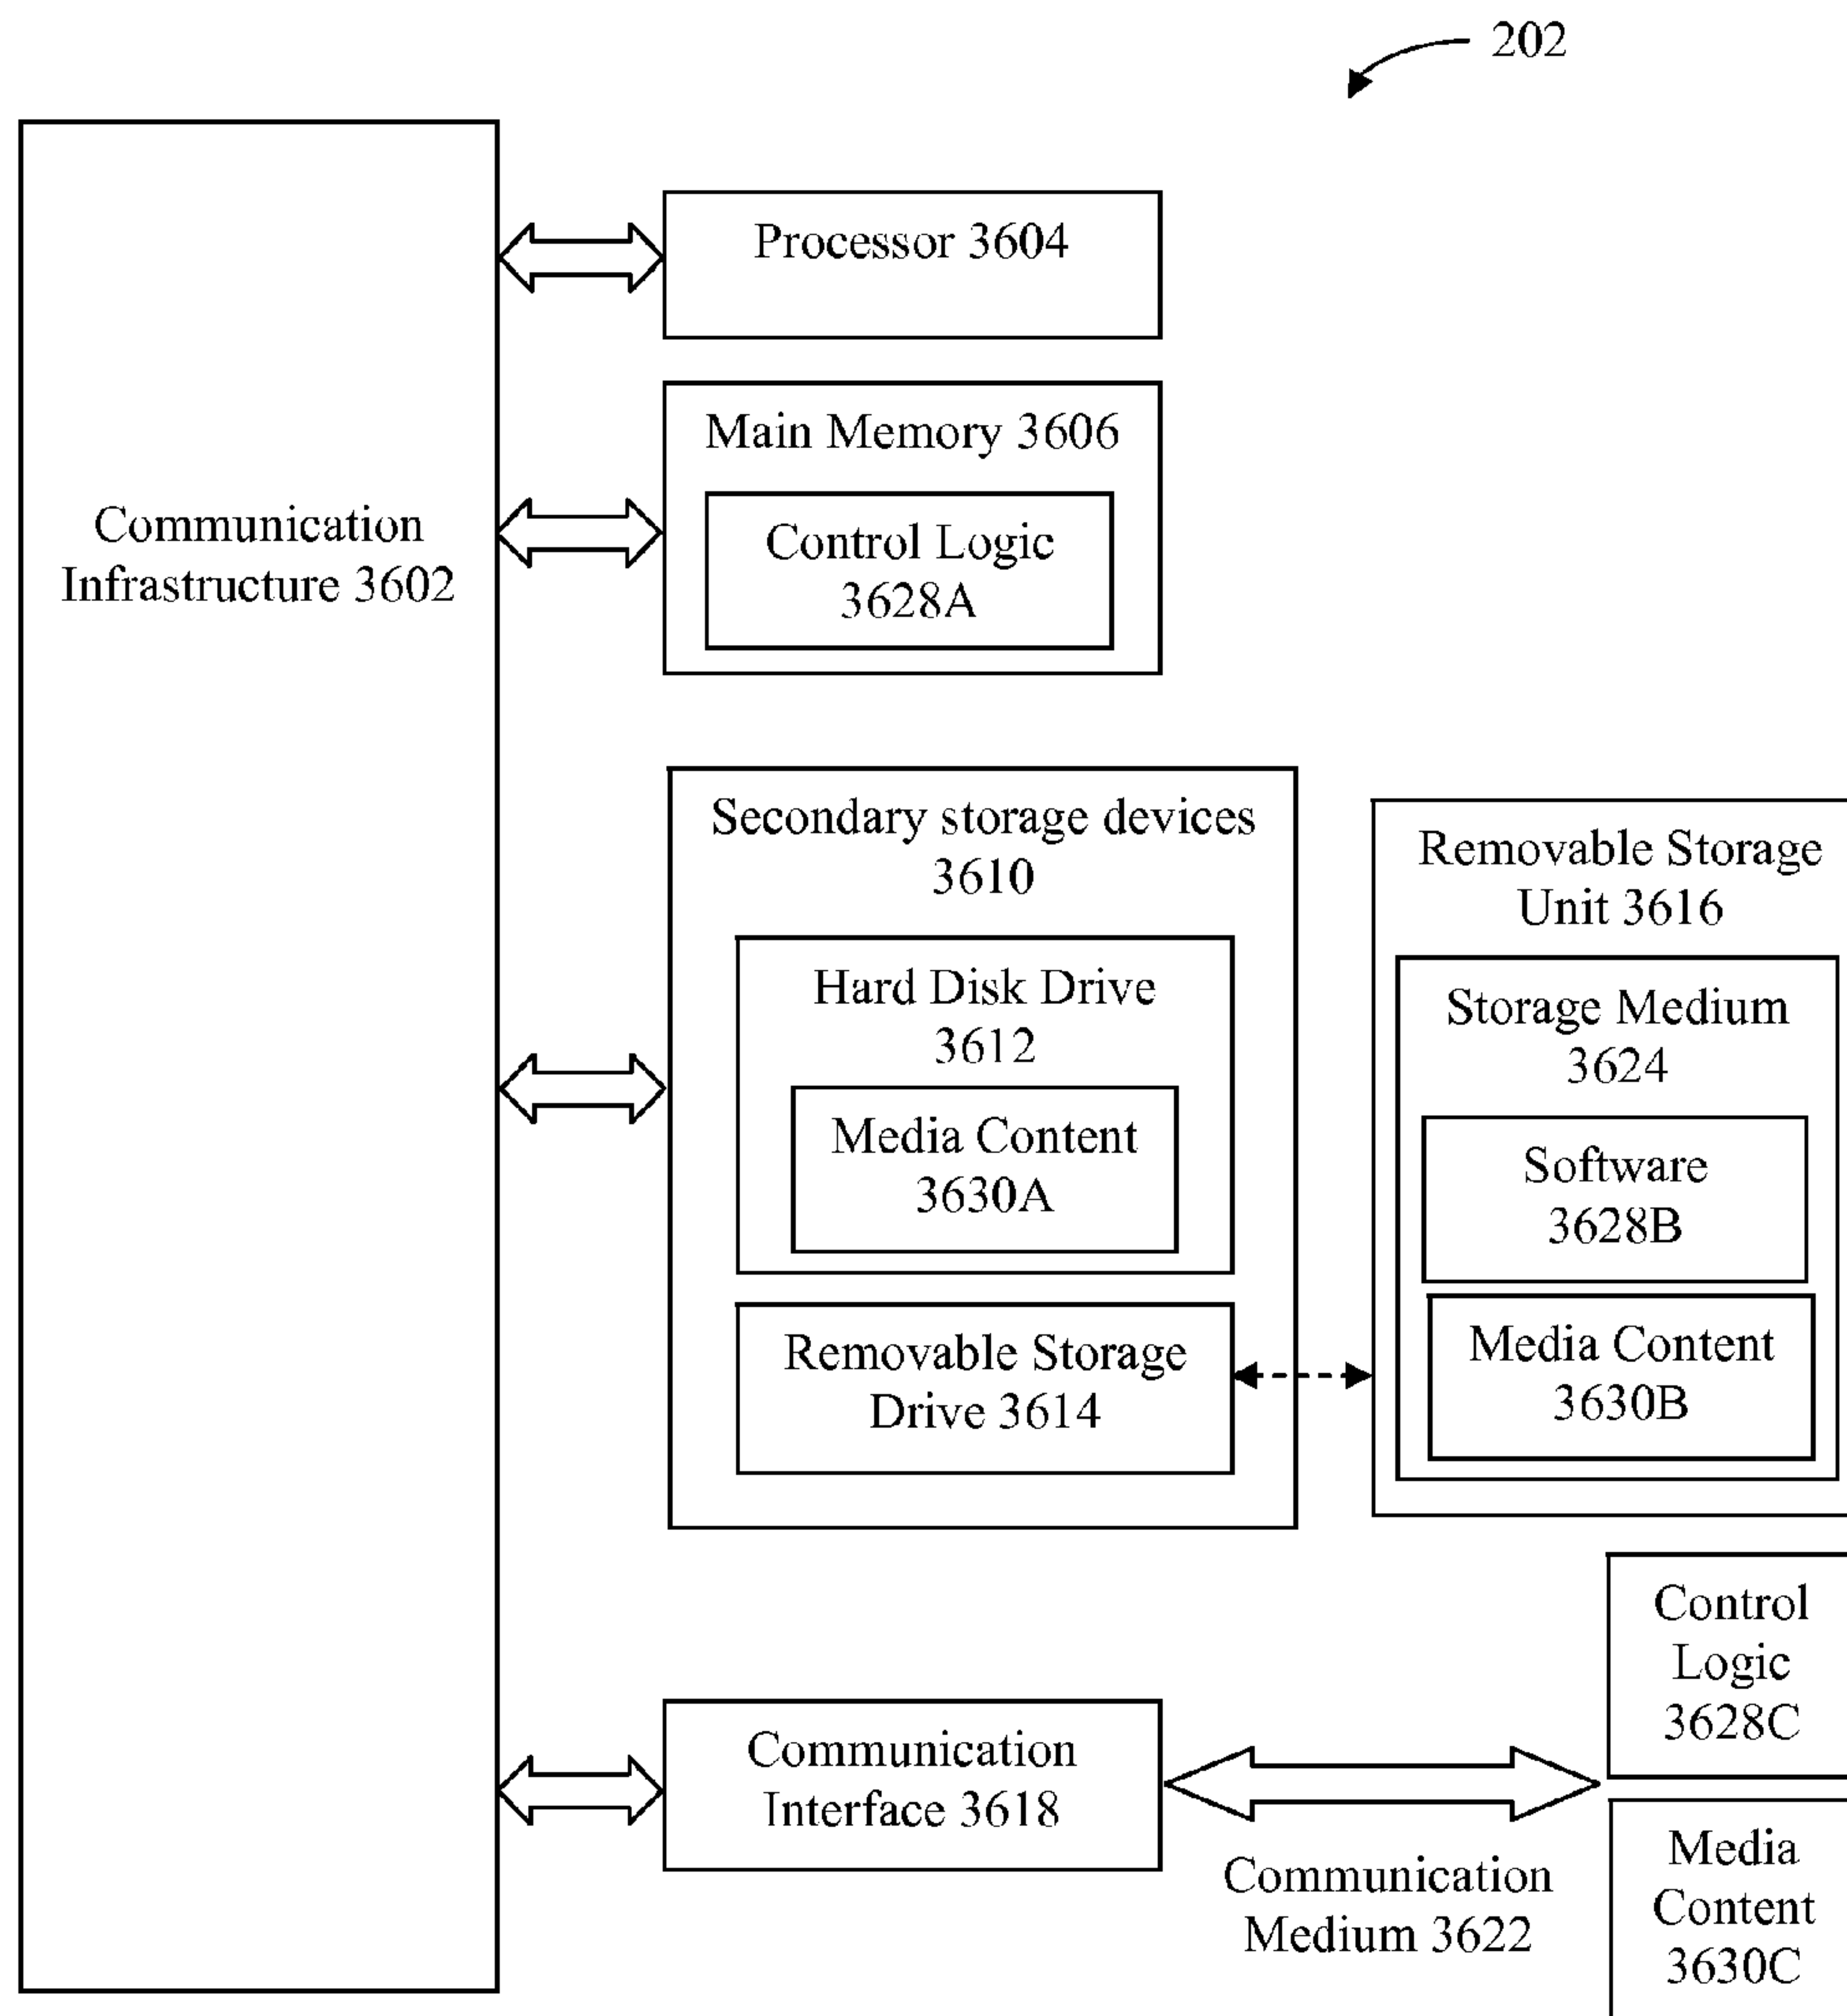 202
Communication
Infrastructure 3602
Processor 3604
Main Memory 3606
Control Logic
3628A
Secondary storage devices
3610
Hard Disk Drive
3612
Media Content
3630A
Removable Storage
Drive 3614
Removable Storage
Unit 3616
Storage Medium
3624
Software
3628B
Media Content
3630B
Communication
Interface 3618
Communication
Medium 3622
Control
Logic
3628C
Media
Content
3630C